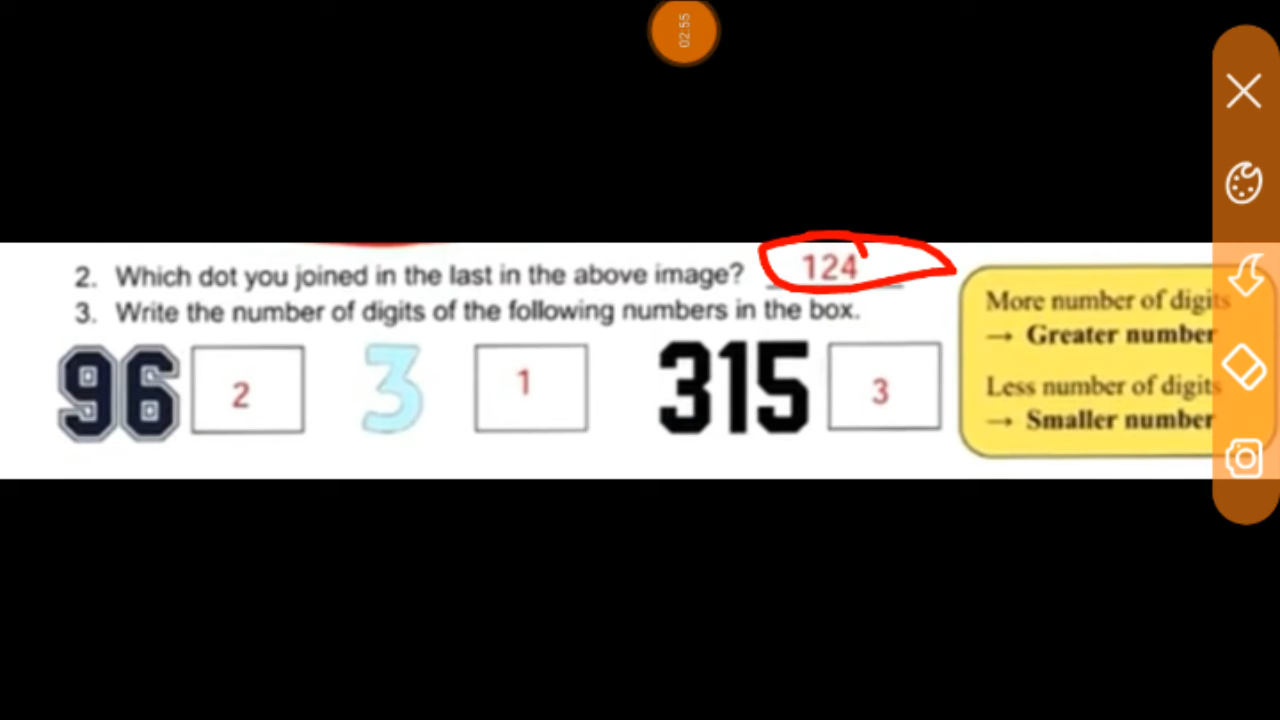 02:55
2. Which dot you joined in the last in the above image? 124
3. Write the number of digits of the following numbers in the box.
96 2 3 1 315 3
More number of digits
→ Greater number
Less number of digits
→ Smaller number